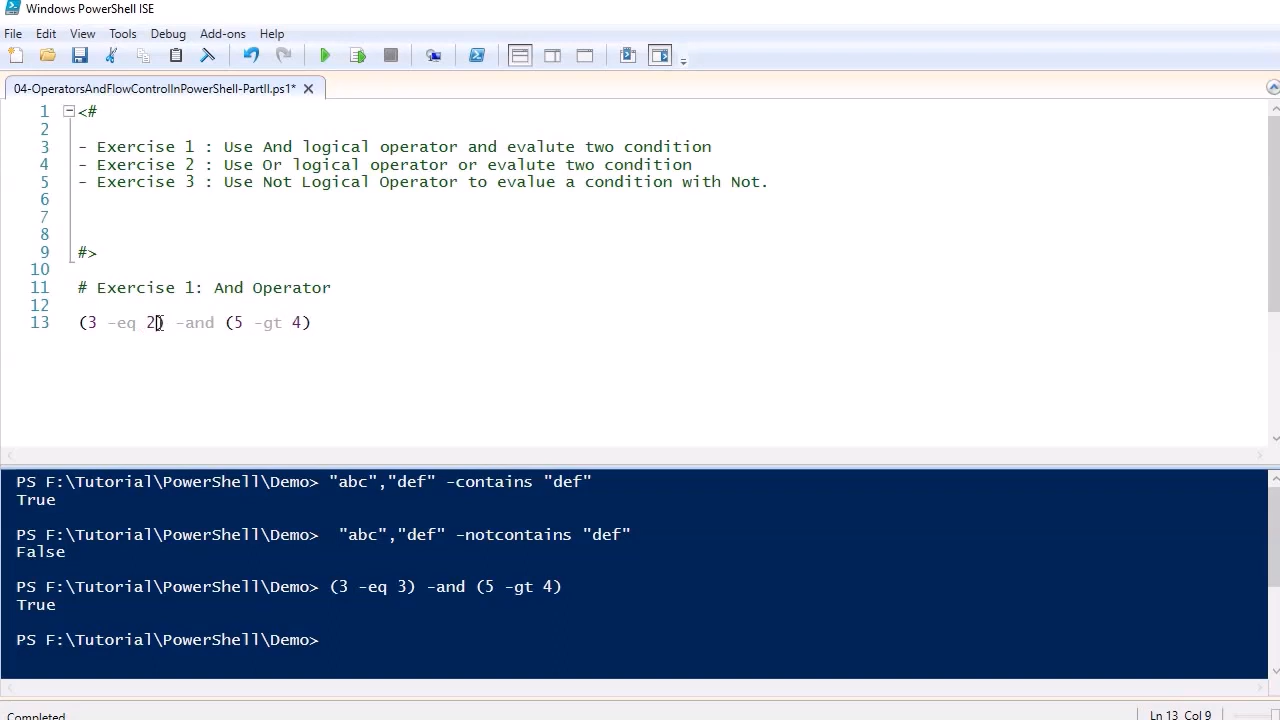 Windows PowerShell ISE
File Edit View Tools Debug Add-ons Help
04-OperatorsAndFlowControlInPowerShell-PartII.ps1*
1 <#
2
3 - Exercise 1 : Use And logical operator and evalute two condition
4 - Exercise 2 : Use Or logical operator or evalute two condition
5 - Exercise 3 : Use Not Logical Operator to evalue a condition with Not.
6
7
8
9 #>
10
11 # Exercise 1: And Operator
12
13 (3 -eq 2) -and (5 -gt 4)
PS F:\Tutorial\PowerShell\Demo> "abc","def" -contains "def"
True
PS F:\Tutorial\PowerShell\Demo>  "abc","def" -notcontains "def"
False
PS F:\Tutorial\PowerShell\Demo> (3 -eq 3) -and (5 -gt 4)
True
PS F:\Tutorial\PowerShell\Demo>
Completed
Ln 13 Col 9